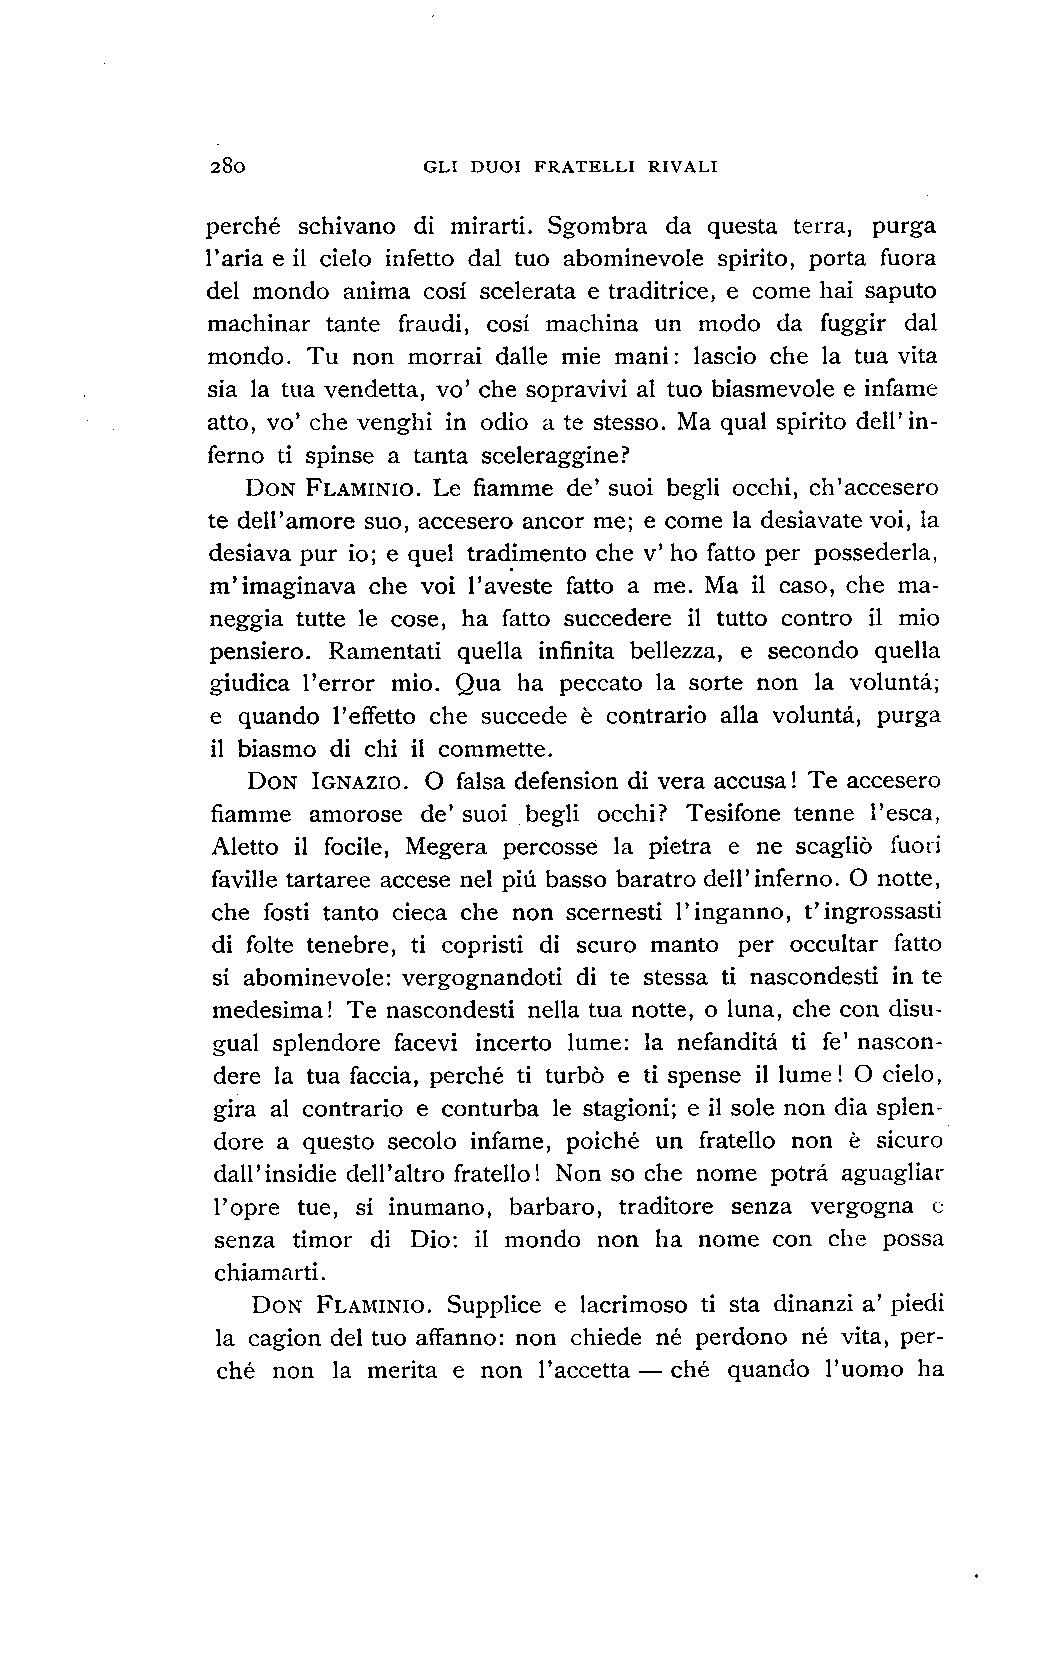 280 GLI DUOI FRATELLI RIVALI
perché schivano di mirarti. Sgombra da questa terra, purga
l'aria e il cielo infetto dal tuo abominevole spirito, porta fuora
del mondo anima cosí scelerata e traditrice, e come hai saputo
machinar tante fraudi, cosí machina un modo da fuggir dal
mondo. Tu non morrai dalle mie mani: lascio che la tua vita
sia la tua vendetta, vo' che sopravivi al tuo biasmevole e infame
atto, vo' che venghi in odio a te stesso. Ma qual spirito dell'in-
ferno ti spinse a tanta sceleraggine?
DON FLAMINIO. Le fiamme de' suoi begli occhi, ch'accesero
te dell'amore suo, accesero ancor me; e come la desiavate voi, la
desiava pur io; e quel tradimento che v'ho fatto per possederla,
m'imaginava che voi l'aveste fatto a me. Ma il caso, che ma-
neggia tutte le cose, ha fatto succedere il tutto contro il mio
pensiero. Ramentati quella infinita bellezza, e secondo quella
giudica l'error mio. Qua ha peccato la sorte non la voluntá;
e quando l'effetto che succede è contrario alla voluntá, purga
il biasmo di chi il commette.
DON IGNAZIO. O falsa defension di vera accusa! Te accesero
fiamme amorose de' suoi begli occhi? Tesifone tenne l'esca,
Aletto il focile, Megera percosse la pietra e ne scagliò fuori
faville tartaree accese nel piú basso baratro dell'inferno. O notte,
che fosti tanto cieca che non scernesti l'inganno, t'ingrossasti
di folte tenebre, ti copristi di scuro manto per occultar fatto
sí abominevole: vergognandoti di te stessa ti nascondesti in te
medesima! Te nascondesti nella tua notte, o luna, che con disu-
gual splendore facevi incerto lume: la nefanditá ti fe' nascon-
dere la tua faccia, perché ti turbò e ti spense il lume! O cielo,
gira al contrario e conturba le stagioni; e il sole non dia splen-
dore a questo secolo infame, poiché un fratello non è sicuro
dall'insidie dell'altro fratello! Non so che nome potrá aguagliar
l'opre tue, sí inumano, barbaro, traditore senza vergogna e
senza timor di Dio: il mondo non ha nome con che possa
chiamarti.
DON FLAMINIO. Supplice e lacrimoso ti sta dinanzi a' piedi
la cagion del tuo affanno: non chiede né perdono né vita, per-
ché non la merita e non l'accetta — ché quando l'uomo ha